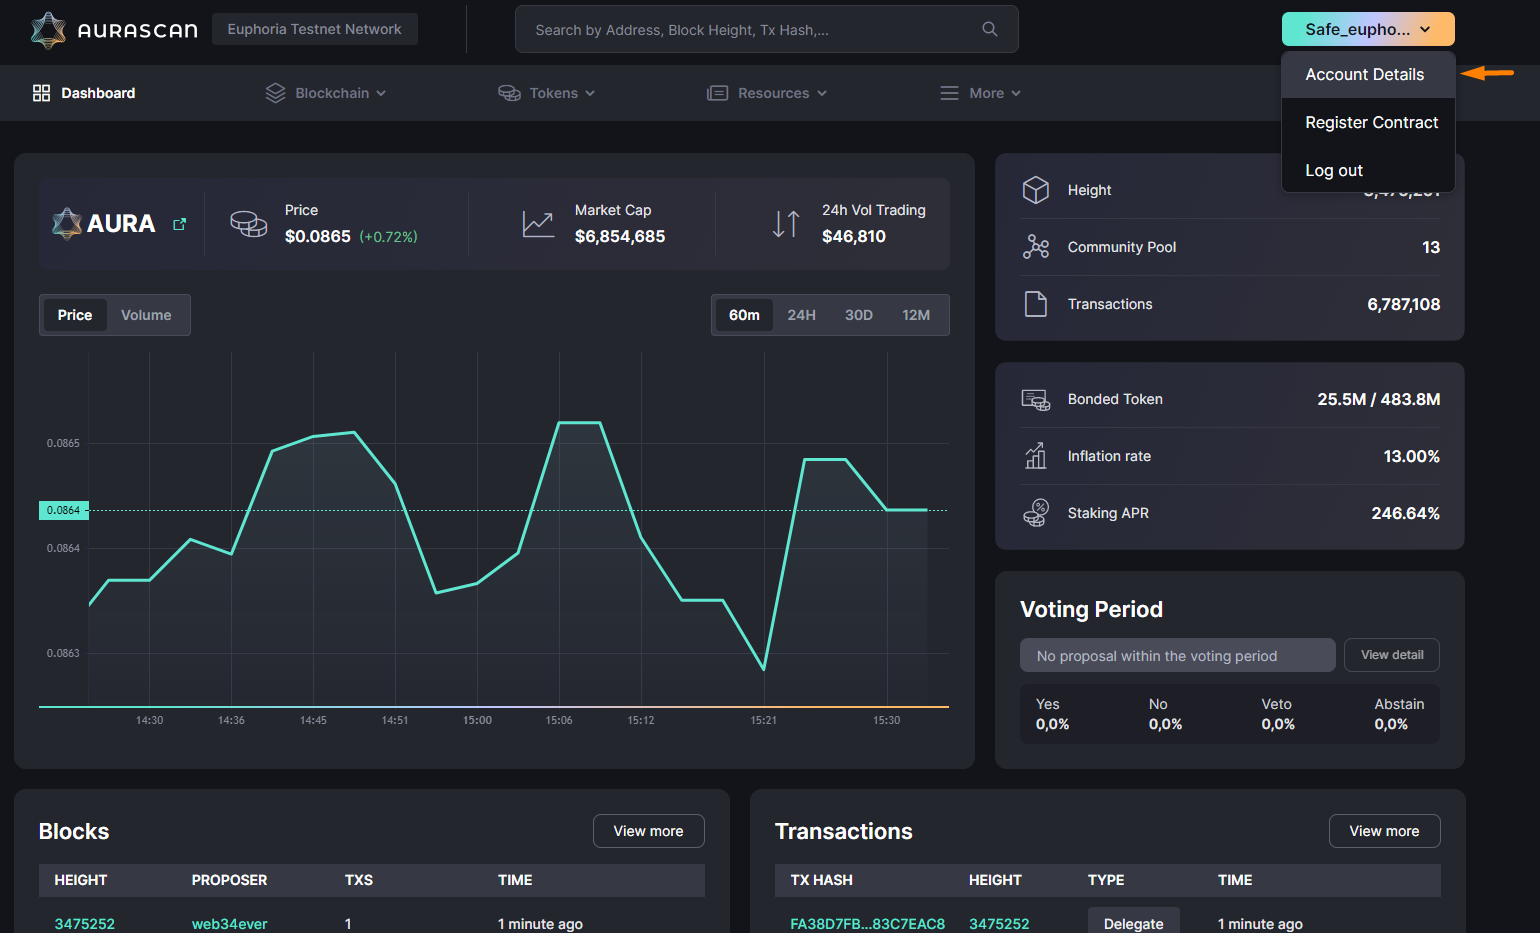 AURASCAN
Euphoria Testnet Network
Search by Address, Block Height, Tx Hash,...
Safe_eupho...
Account Details
Register Contract
Log out
Dashboard
Blockchain
Tokens
Resources
More
AURA
Price
$0.0865 (+0.72%)
Market Cap
$6,854,685
24h Vol Trading
$46,810
Price Volume
60m 24H 30D 12M
0.0865
0.0864
0.0864
0.0863
14:30 14:36 14:45 14:51 15:00 15:06 15:12 15:21 15:30
Height
Community Pool 13
Transactions 6,787,108
Bonded Token 25.5M / 483.8M
Inflation rate 13.00%
Staking APR 246.64%
Voting Period
No proposal within the voting period View detail
Yes No Veto Abstain
0,0% 0,0% 0,0% 0,0%
Blocks View more
HEIGHT PROPOSER TXS TIME
3475252 web34ever 1 1 minute ago
Transactions View more
TX HASH HEIGHT TYPE TIME
FA38D7FB...83C7EAC8 3475252 Delegate 1 minute ago